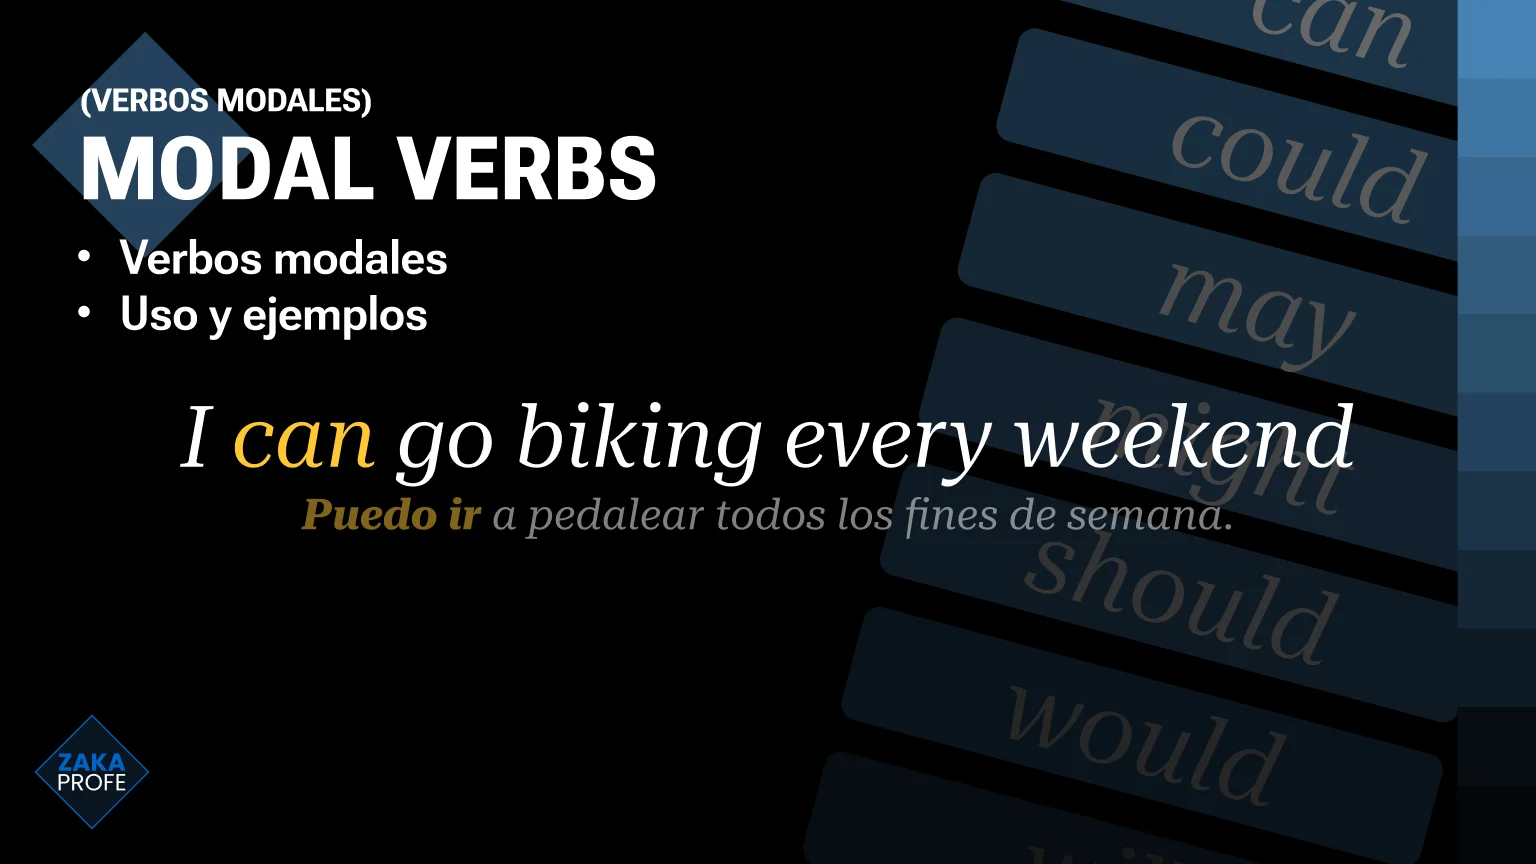 (VERBOS MODALES)
MODAL VERBS
• Verbos modales
• Uso y ejemplos
I can go biking every weekend
Puedo ir a pedalear todos los fines de semana.
can
could
may
might
should
would
ZAKA
PROFE